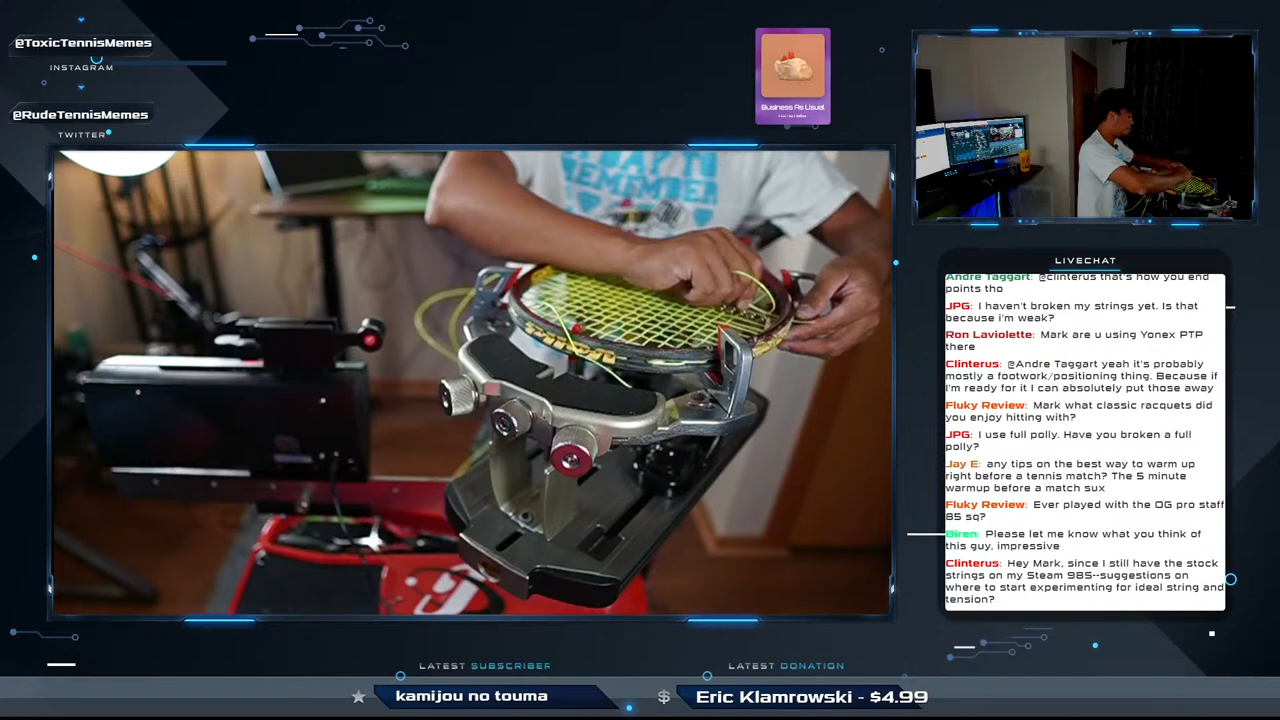 @ToxicTennisMemes
INSTAGRAM
@RudeTennisMemes
TWITTER
Business As Usual
REMEMBER
LIVECHAT
Andre Taggart: @clinterus that's how you end
points tho
JPG: I haven't broken my strings yet. Is that
because i'm weak?
Ron Laviolette: Mark are u using Yonex PTP
there
Clinterus: @Andre Taggart yeah it's probably
mostly a footwork/positioning thing. Because if
I'm ready for it I can absolutely put those away
Fluky Review: Mark what classic racquets did
you enjoy hitting with?
JPG: I use full polly. Have you broken a full
polly?
Jay E: any tips on the best way to warm up
right before a tennis match? The 5 minute
warmup before a match sux
Fluky Review: Ever played with the OG pro staff
85 sq?
Biren: Please let me know what you think of
this guy, impressive
Clinterus: Hey Mark, since I still have the stock
strings on my Steam 98S--suggestions on
where to start experimenting for ideal string and
tension?
LATEST SUBSCRIBER
kamijou no touma
LATEST DONATION
$ Eric Klamrowski - $4.99